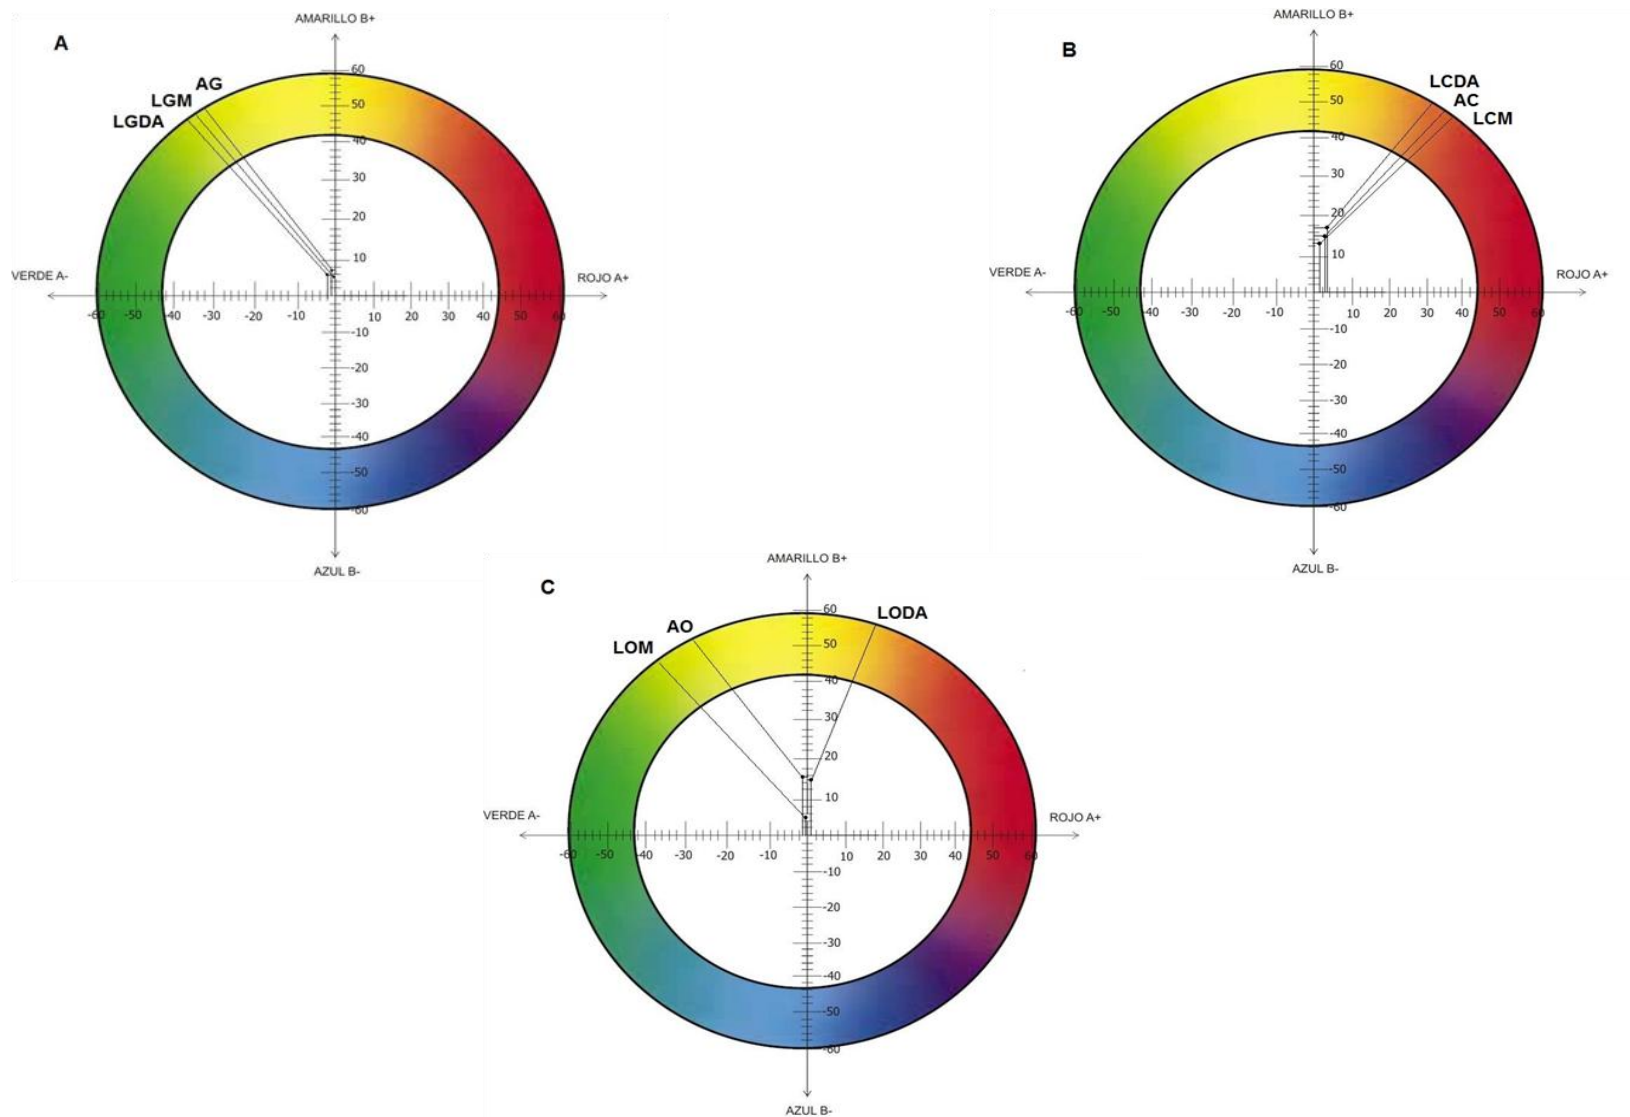 A
AMARILLO B+
60
AG
LGM
LGDA
50
40
30
20
10
VERDE A-
ROJO A+
-60 -50 -40 -30 -20 -10 10 20 30 40 50 60
-10
-20
-30
-40
-50
-60
AZUL B-
B
AMARILLO B+
60
LCDA
AC
LCM
50
40
30
20
10
VERDE A-
ROJO A+
-60 -50 -40 -30 -20 -10 10 20 30 40 50 60
-10
-20
-30
-40
-50
-60
AZUL B-
C
AMARILLO B+
60
LODA
AO
LOM
50
40
30
20
10
VERDE A-
ROJO A+
-60 -50 -40 -30 -20 -10 10 20 30 40 50 60
-10
-20
-30
-40
-50
-60
AZUL B-